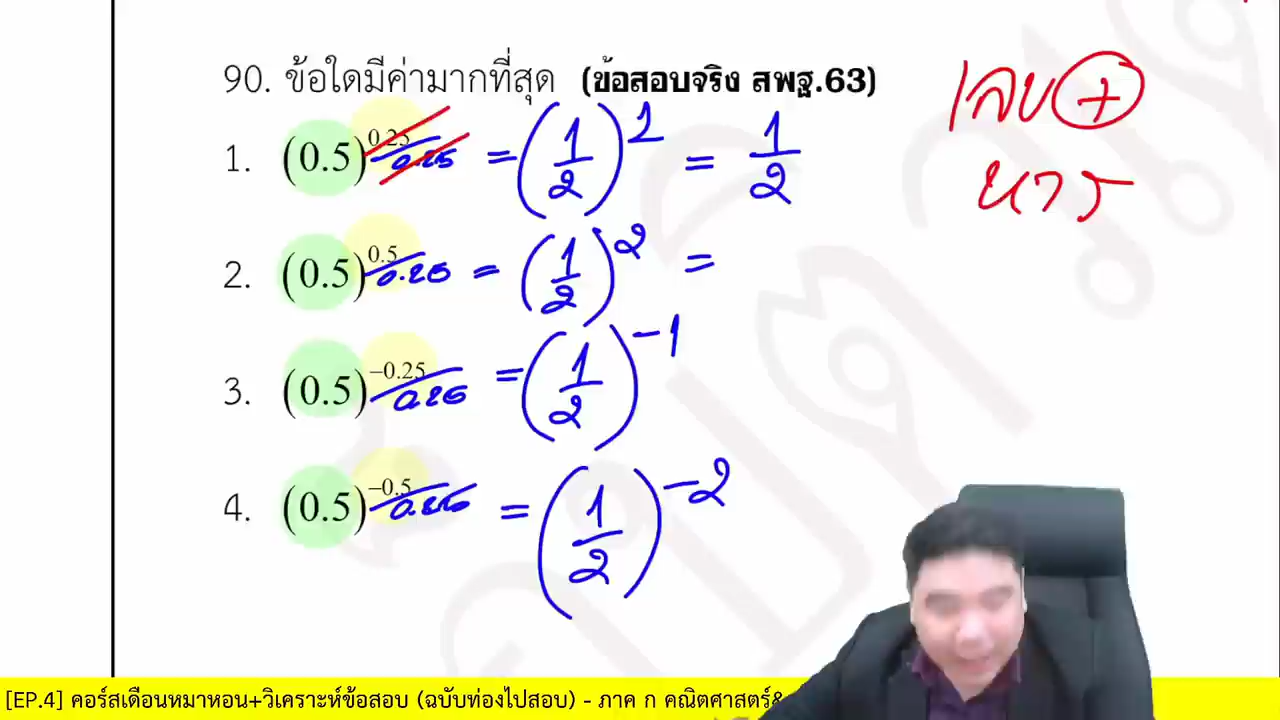 90. ข้อใดมีค่ามากที่สุด (ข้อสอบจริง สพฐ.63)
เลข +
หาร
1. (0.5)^0.25/0.25 = (1/2)^1 = 1/2
2. (0.5)^0.5/0.25 = (1/2)^2 =
3. (0.5)^-0.25/0.25 = (1/2)^-1
4. (0.5)^-0.5/0.25 = (1/2)^-2
[EP.4] คอร์สเดือนหมาหอน+วิเคราะห์ข้อสอบ (ฉบับท่องไปสอบ) - ภาค ก คณิตศาสตร์&